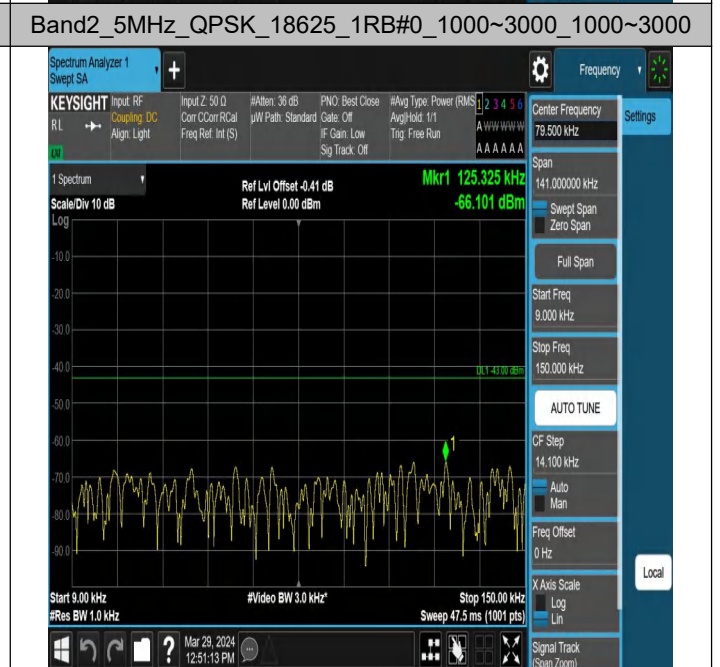 Band2_5MHz_QPSK_18625_1RB#0_1000~3000_1000~3000
Spectrum Analyzer 1
Swept SA
Frequency
KEYSIGHT
RL
Input: RF
Coupling: DC
Align: Light
Input Z: 50 Ω
Corr CCorr RCal
Freq Ref: Int (S)
#Atten: 36 dB
µW Path: Standard
PNO: Best Close
Gate: Off
IF Gain: Low
Sig Track: Off
#Avg Type: Power (RMS
Avg|Hold: 1/1
Trig: Free Run
1 2 3 4 5 6
A W W W W W
A A A A A A
Center Frequency
79.500 kHz
Settings
1 Spectrum
Scale/Div 10 dB
Log
Ref Lvl Offset -0.41 dB
Ref Level 0.00 dBm
Mkr1 125.325 kHz
-66.101 dBm
Span
141.000000 kHz
Swept Span
Zero Span
Full Span
Start Freq
9.000 kHz
Stop Freq
150.000 kHz
AUTO TUNE
CF Step
14.100 kHz
Auto
Man
Freq Offset
0 Hz
X Axis Scale
Log
Lin
Signal Track
(Span Zoom)
Local
-10.0
-20.0
-30.0
-40.0
DL1 -43.00 dBm
-50.0
-60.0
1
-70.0
-80.0
-90.0
Start 9.00 kHz
#Res BW 1.0 kHz
#Video BW 3.0 kHz*
Stop 150.00 kHz
Sweep 47.5 ms (1001 pts)
?
Mar 29, 2024
12:51:13 PM